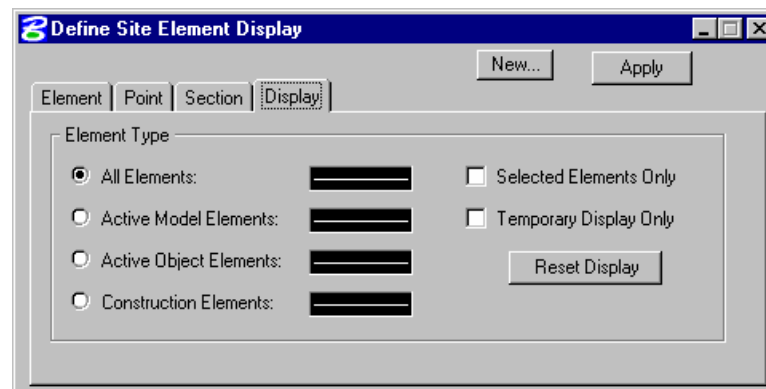 Define Site Element Display
New...
Apply
Element
Point
Section
Display
Element Type
All Elements:
Selected Elements Only
Active Model Elements:
Temporary Display Only
Active Object Elements:
Reset Display
Construction Elements: